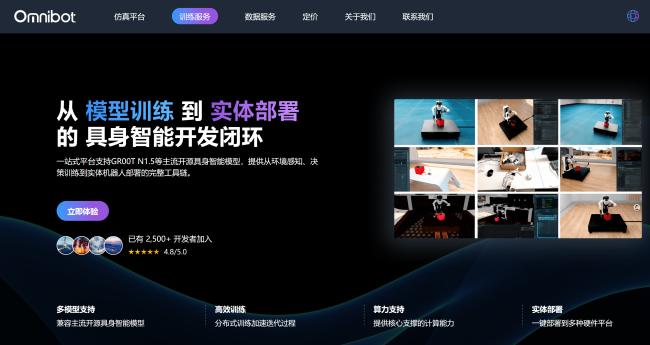 Omnibot 仿真平台 训练服务 数据服务 定价 关于我们 联系我们
从 模型训练 到 实体部署
的 具身智能开发闭环
一站式平台支持GR00T N1.5等主流开源具身智能模型，提供从环境感知、决
策训练到实体机器人部署的完整工具链。
立即体验
已有 2,500+ 开发者加入
★★★★★ 4.8/5.0
多模型支持 高效训练 算力支持 实体部署
兼容主流开源具身智能模型 分布式训练加速迭代过程 提供核心支撑的计算能力 一键部署到多种硬件平台